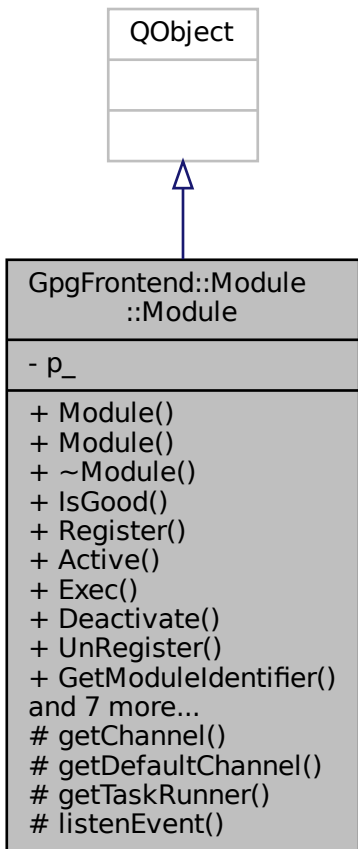 QObject
GpgFrontend::Module
::Module
- p_
+ Module()
+ Module()
+ ~Module()
+ IsGood()
+ Register()
+ Active()
+ Exec()
+ Deactivate()
+ UnRegister()
+ GetModuleIdentifier()
and 7 more...
# getChannel()
# getDefaultChannel()
# getTaskRunner()
# listenEvent()